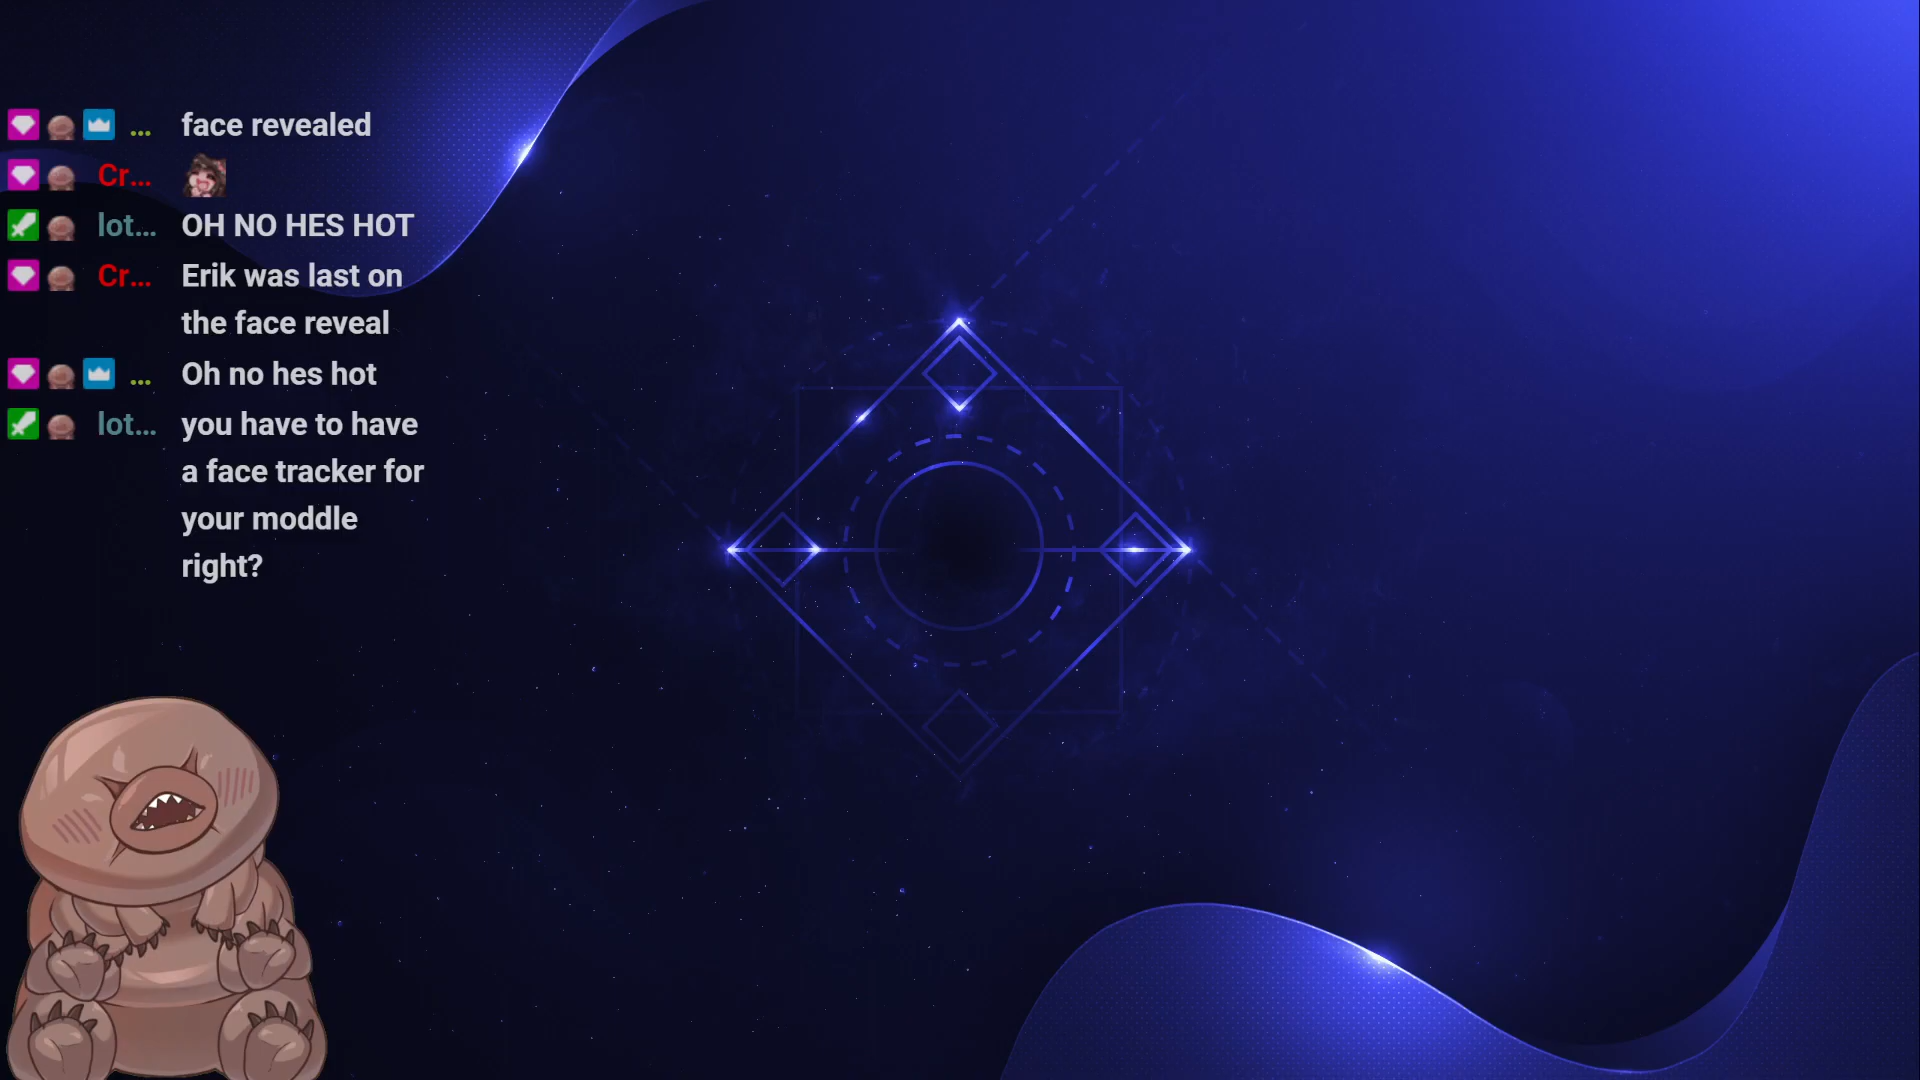 ... face revealed
Cr...
lot... OH NO HES HOT
Cr... Erik was last on
the face reveal
... Oh no hes hot
lot... you have to have
a face tracker for
your moddle
right?